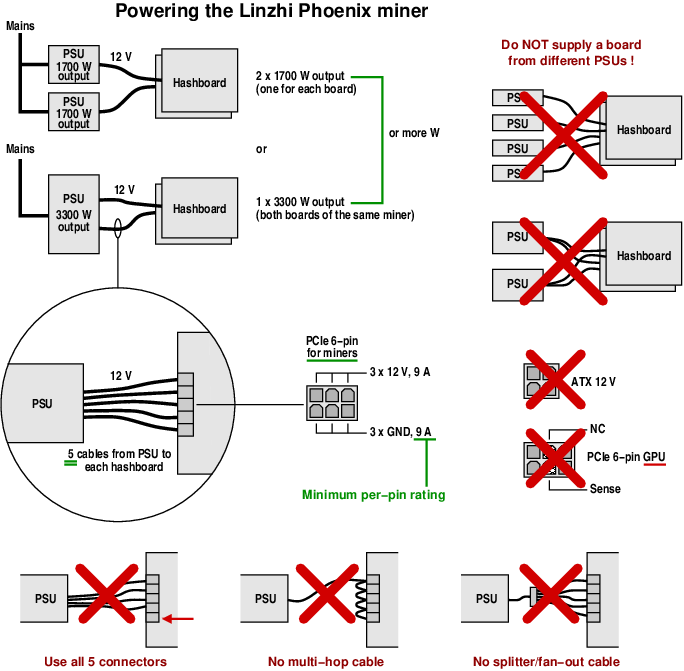 Powering the Linzhi Phoenix miner
Mains
PSU
1700 W
output
12 V
PSU
1700 W
output
Hashboard
2 x 1700 W output
(one for each board)
or
or more W
Mains
PSU
3300 W
output
12 V
Hashboard
1 x 3300 W output
(both boards of the same miner)
Do NOT supply a board
from different PSUs !
PSU
PSU
PSU
PSU
Hashboard
PSU
PSU
Hashboard
PSU
12 V
5 cables from PSU to
each hashboard
PCIe 6-pin
for miners
3 x 12 V, 9 A
3 x GND, 9 A
Minimum per-pin rating
ATX 12 V
NC
PCIe 6-pin GPU
Sense
PSU
Use all 5 connectors
PSU
No multi-hop cable
PSU
No splitter/fan-out cable